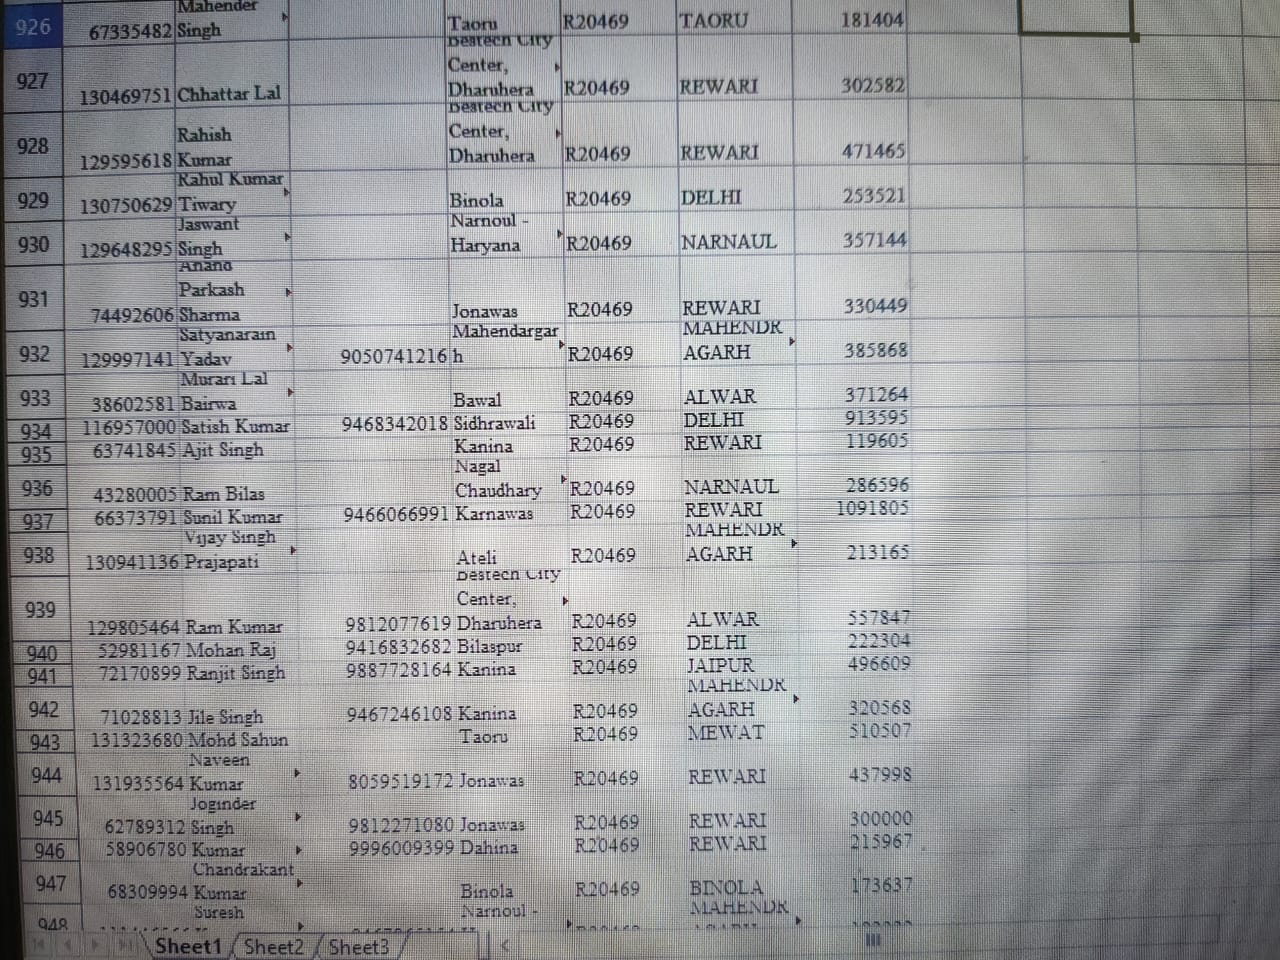 926 67335482 Mahender Singh Taoru R20469 TAORU 181404
927 130469751 Chhattar Lal Bestech City Center, Dharuhera R20469 REWARI 302582
928 129595618 Rahish Kumar Bestech City Center, Dharuhera R20469 REWARI 471465
929 130750629 Rahul Kumar Tiwary Binola R20469 DELHI 253521
930 129648295 Jaswant Singh Narnoul - Haryana R20469 NARNAUL 357144
931 74492606 Anand Parkash Sharma Jonawas R20469 REWARI 330449
932 129997141 Satyanarain Yadav 9050741216 Mahendargarh R20469 MAHENDRAGARH 385868
933 38602581 Murari Lal Bairwa Bawal R20469 ALWAR 371264
934 116957000 Satish Kumar 9468342018 Sidhrawali R20469 DELHI 913595
935 63741845 Ajit Singh Kanina R20469 REWARI 119605
936 43280005 Ram Bilas Nagal Chaudhary R20469 NARNAUL 286596
937 66373791 Sunil Kumar 9466066991 Karnawas R20469 REWARI 1091805
938 130941136 Vijay Singh Prajapati Ateli R20469 MAHENDRAGARH 213165
939 129805464 Ram Kumar 9812077619 Bestech City Center, Dharuhera R20469 ALWAR 557847
940 52981167 Mohan Raj 9416832682 Bilaspur R20469 DELHI 222304
941 72170899 Ranjit Singh 9887728164 Kanina R20469 JAIPUR 496609
942 71028813 Jile Singh 9467246108 Kanina R20469 MAHENDRAGARH 320568
943 131323680 Mohd Sahun Taoru R20469 MEWAT 510507
944 131935564 Naveen Kumar 8059519172 Jonawas R20469 REWARI 437998
945 62789312 Joginder Singh 9812271080 Jonawas R20469 REWARI 300000
946 58906780 Kumar 9996009399 Dahina R20469 REWARI 215967
947 68309994 Chandrakant Kumar Binola R20469 BINOLA 173637
948 Suresh Narnoul - MAHENDR
Sheet1 Sheet2 Sheet3